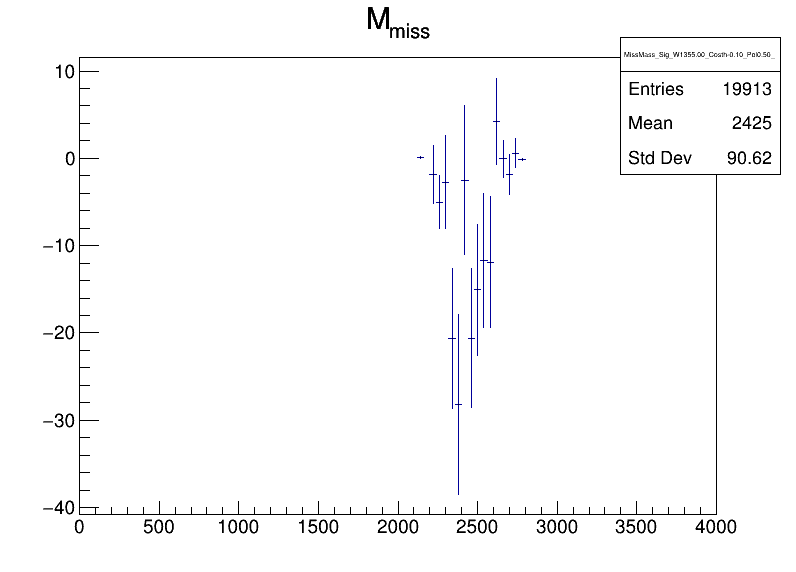 M_miss
MissMass_Sig_W1355.00_Costh-0.10_Pol0.50_
Entries 19913
Mean 2425
Std Dev 90.62
10
0
−10
−20
−30
−40
0 500 1000 1500 2000 2500 3000 3500 4000